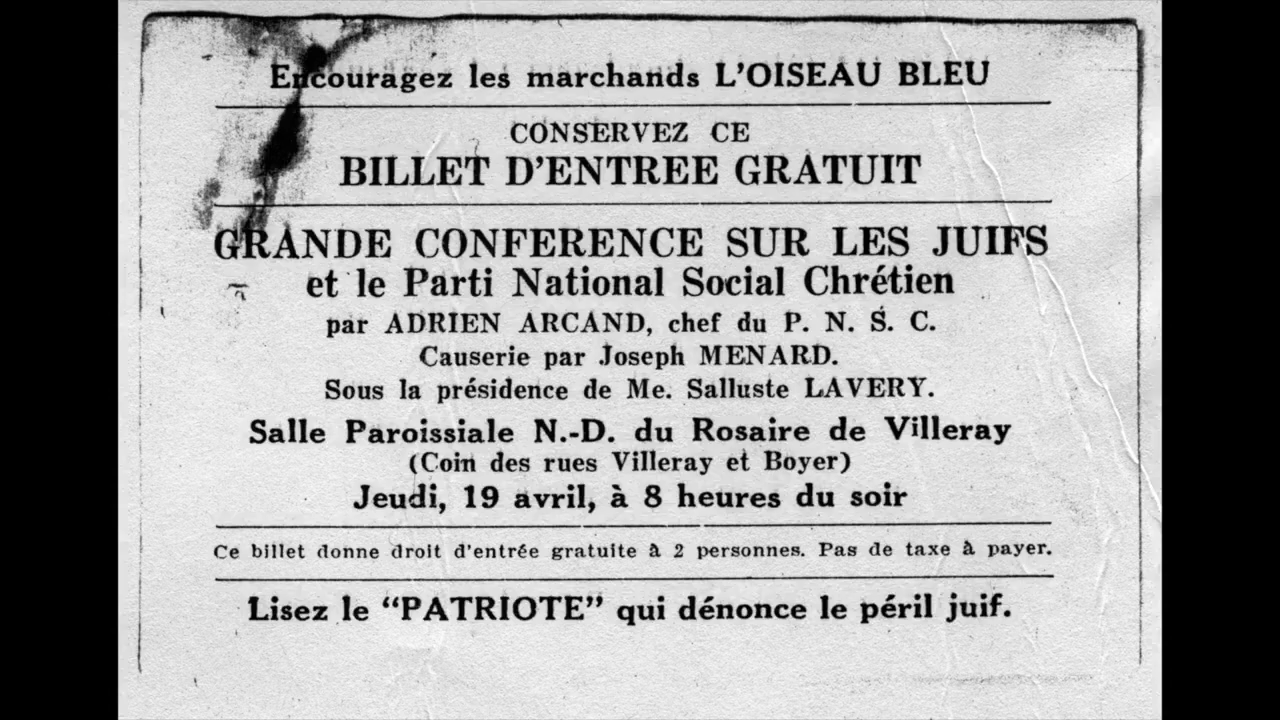 Encouragez les marchands L'OISEAU BLEU
CONSERVEZ CE
BILLET D'ENTREE GRATUIT
GRANDE CONFERENCE SUR LES JUIFS
et le Parti National Social Chrétien
par ADRIEN ARCAND, chef du P. N. S. C.
Causerie par Joseph MENARD.
Sous la présidence de Me. Salluste LAVERY.
Salle Paroissiale N.-D. du Rosaire de Villeray
(Coin des rues Villeray et Boyer)
Jeudi, 19 avril, à 8 heures du soir
Ce billet donne droit d'entrée gratuite à 2 personnes. Pas de taxe à payer.
Lisez le "PATRIOTE" qui dénonce le péril juif.